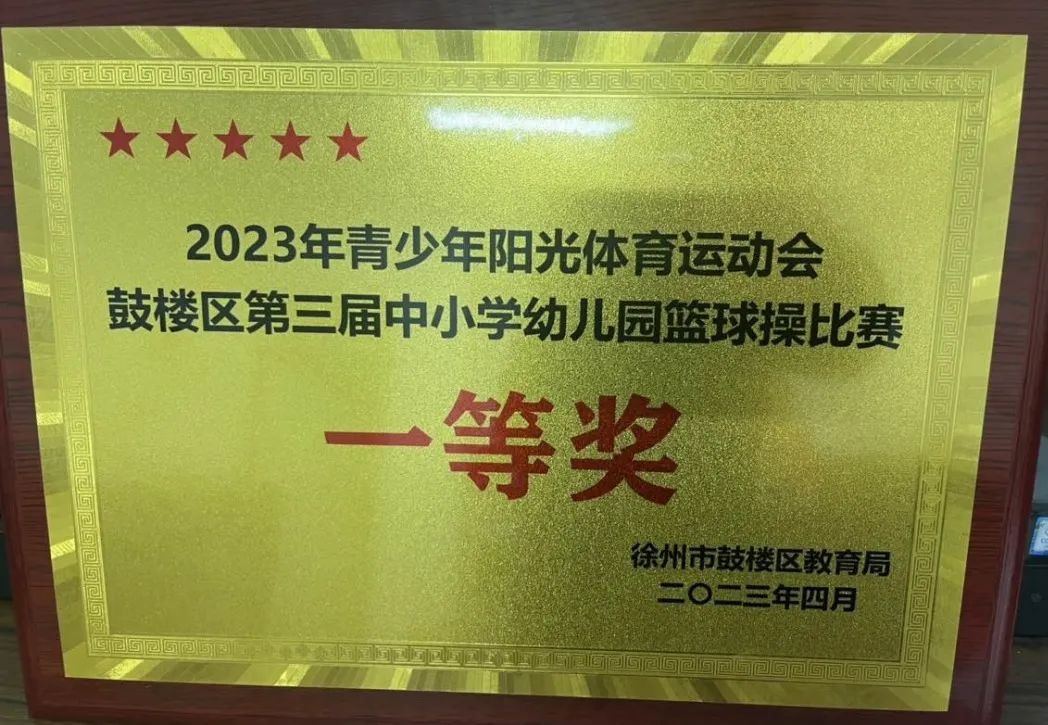 2023年青少年阳光体育运动会
鼓楼区第三届中小学幼儿园篮球操比赛
一等奖
徐州市鼓楼区教育局
二〇二三年四月